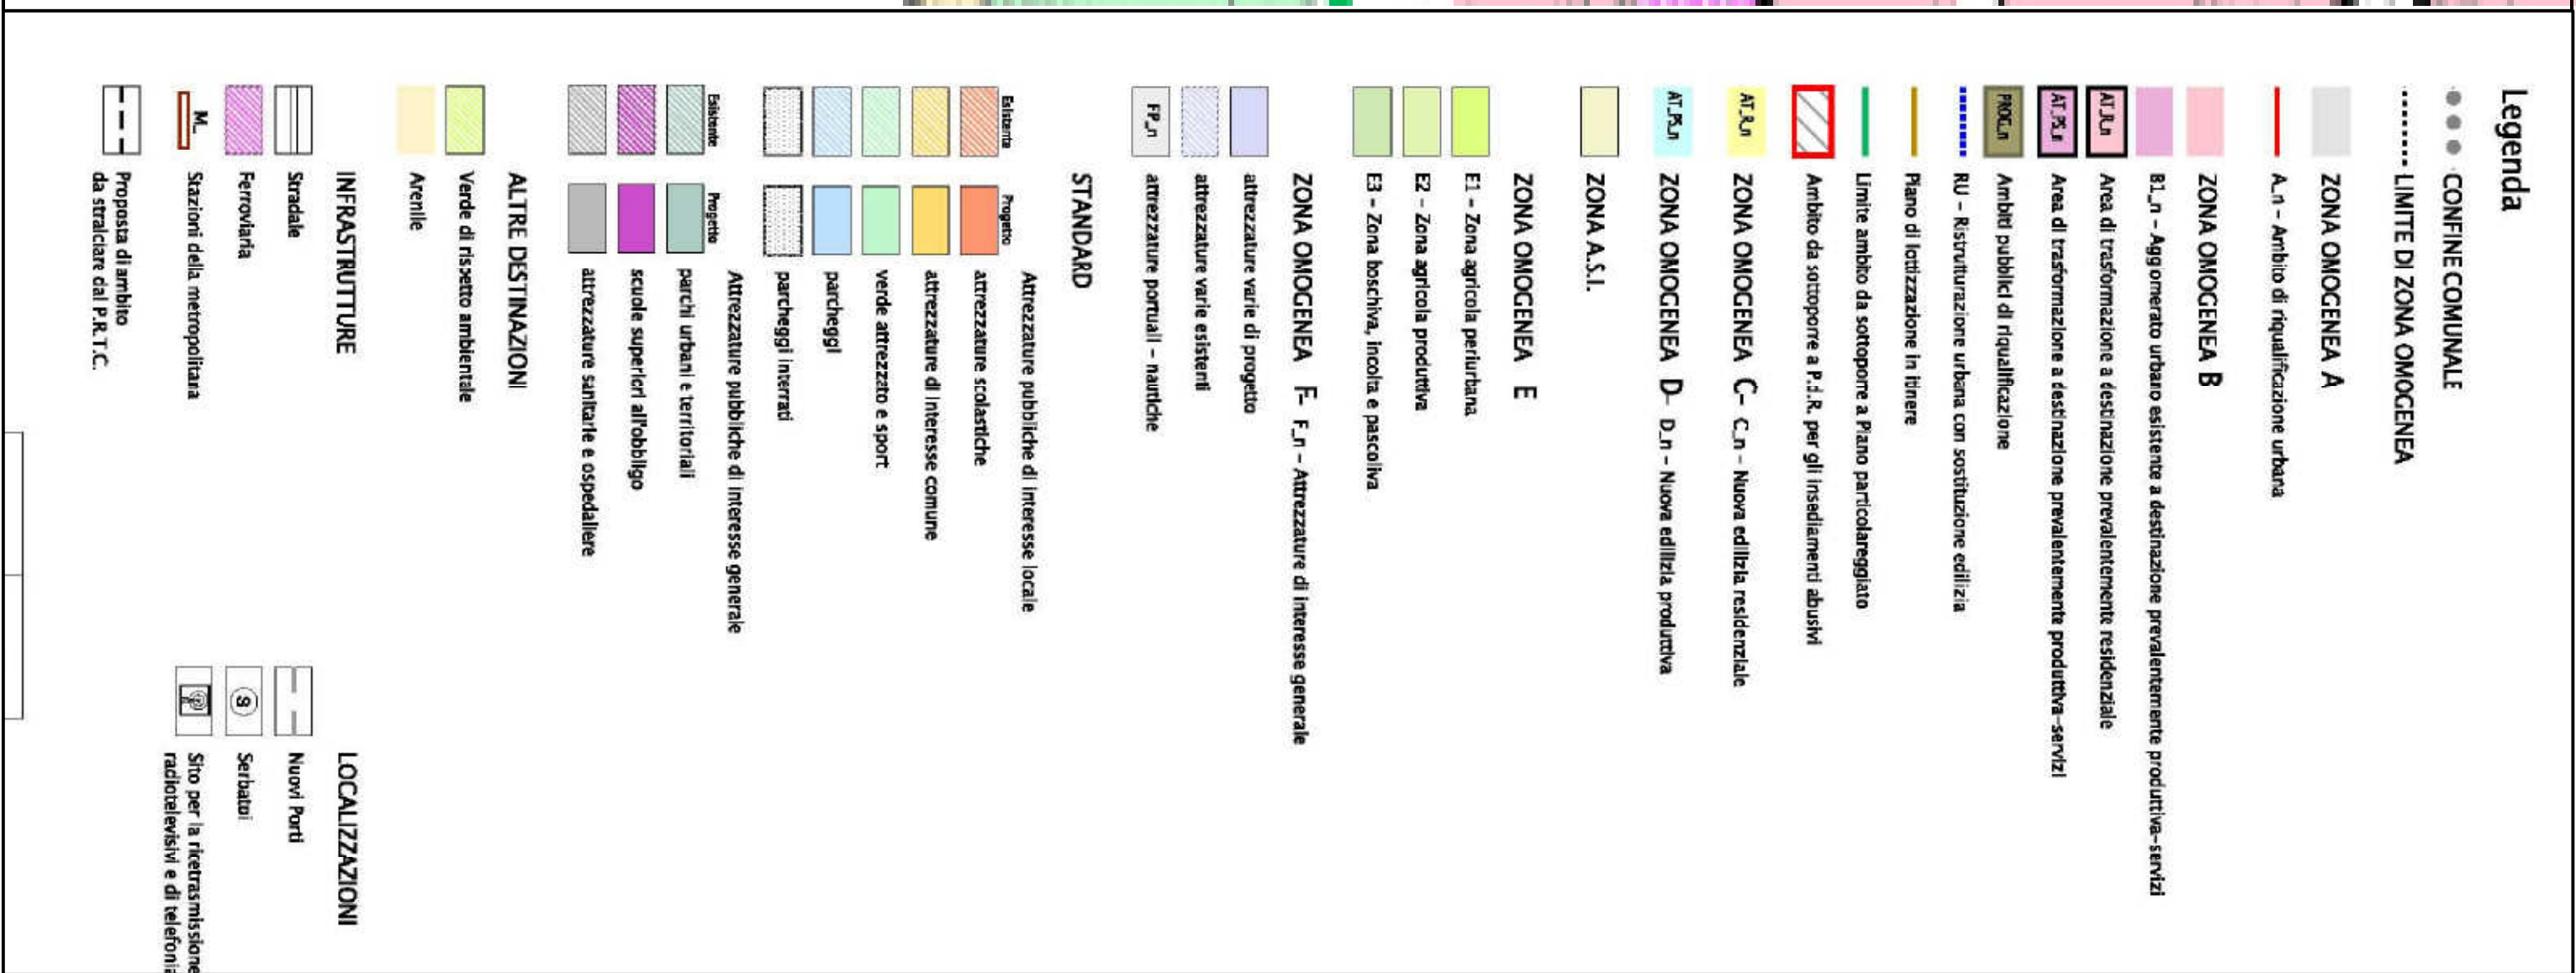 Legenda
CONFINE COMUNALE
LIMITE DI ZONA OMOGENEA
ZONA OMOGENEA A
A_n - Ambito di riqualificazione urbana
ZONA OMOGENEA B
B1_n - Agglomerato urbano esistente a destinazione prevalentemente produttiva-servizi
AT_R_n Area di trasformazione a destinazione prevalentemente residenziale
AT_PS_n Area di trasformazione a destinazione prevalentemente produttiva-servizi
PROG_n Ambiti pubblici di riqualificazione
RU - Ristrutturazione urbana con sostituzione edilizia
Piano di lottizzazione in itinere
Limite ambito da sottoporre a Piano particolareggiato
Ambito da sottoporre a P.d.R. per gli insediamenti abusivi
AT_R_n ZONA OMOGENEA C- C_n - Nuova edilizia residenziale
AT_PS_n ZONA OMOGENEA D- D_n - Nuova edilizia produttiva
ZONA A.S.I.
ZONA OMOGENEA E
E1 - Zona agricola periurbana
E2 - Zona agricola produttiva
E3 - Zona boschiva, incolta e pascoliva
ZONA OMOGENEA F- F_n - Attrezzature di interesse generale
attrezzature varie di progetto
attrezzature varie esistenti
FP_n attrezzature portuali - nautiche
STANDARD
Attrezzature pubbliche di interesse locale
Esistente Progetto
attrezzature scolastiche
attrezzature di interesse comune
verde attrezzato e sport
parcheggi
parcheggi interrati
Attrezzature pubbliche di interesse generale
Esistente Progetto
parchi urbani e territoriali
scuole superiori all'obbligo
attrezzature sanitarie e ospedaliere
ALTRE DESTINAZIONI
Verde di rispetto ambientale
Arenile
INFRASTRUTTURE
Stradale
Ferroviaria
M_ Stazioni della metropolitana
Proposta di ambito
da stralciare dal P.R.T.C.
LOCALIZZAZIONI
Nuovi Porti
S Serbatoi
Sito per la ricetrasmissione
radiotelevisivi e di telefonia